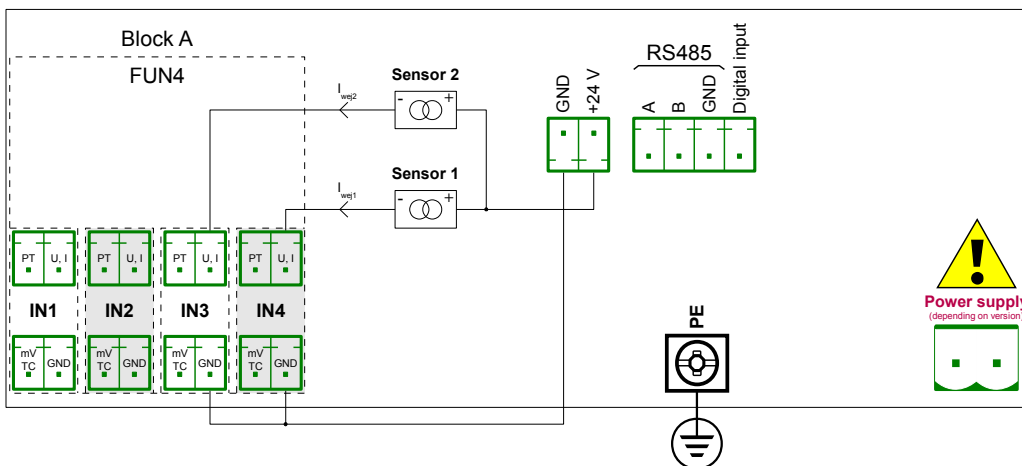 Block A
FUN4
Sensor 2
I wej2
- +
Sensor 1
I wej1
- +
GND
+24 V
RS485
A
B
GND
Digital input
PT U, I PT U, I PT U, I PT U, I
IN1 IN2 IN3 IN4
mV TC GND mV TC GND mV TC GND mV TC GND
PE
!
Power supply
(depending on version)